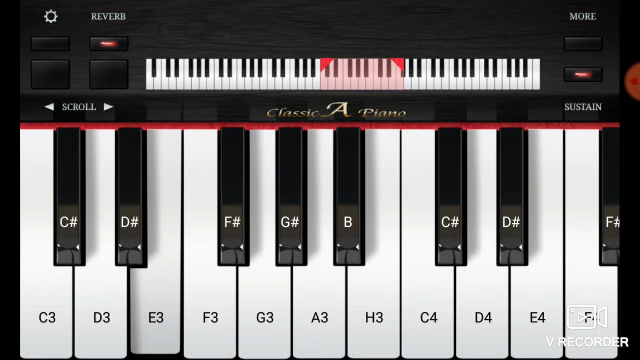 REVERB
MORE
SCROLL
Classic A Piano
SUSTAIN
C# D# F# G# B C# D# F#
C3 D3 E3 F3 G3 A3 H3 C4 D4 E4
V RECORDER